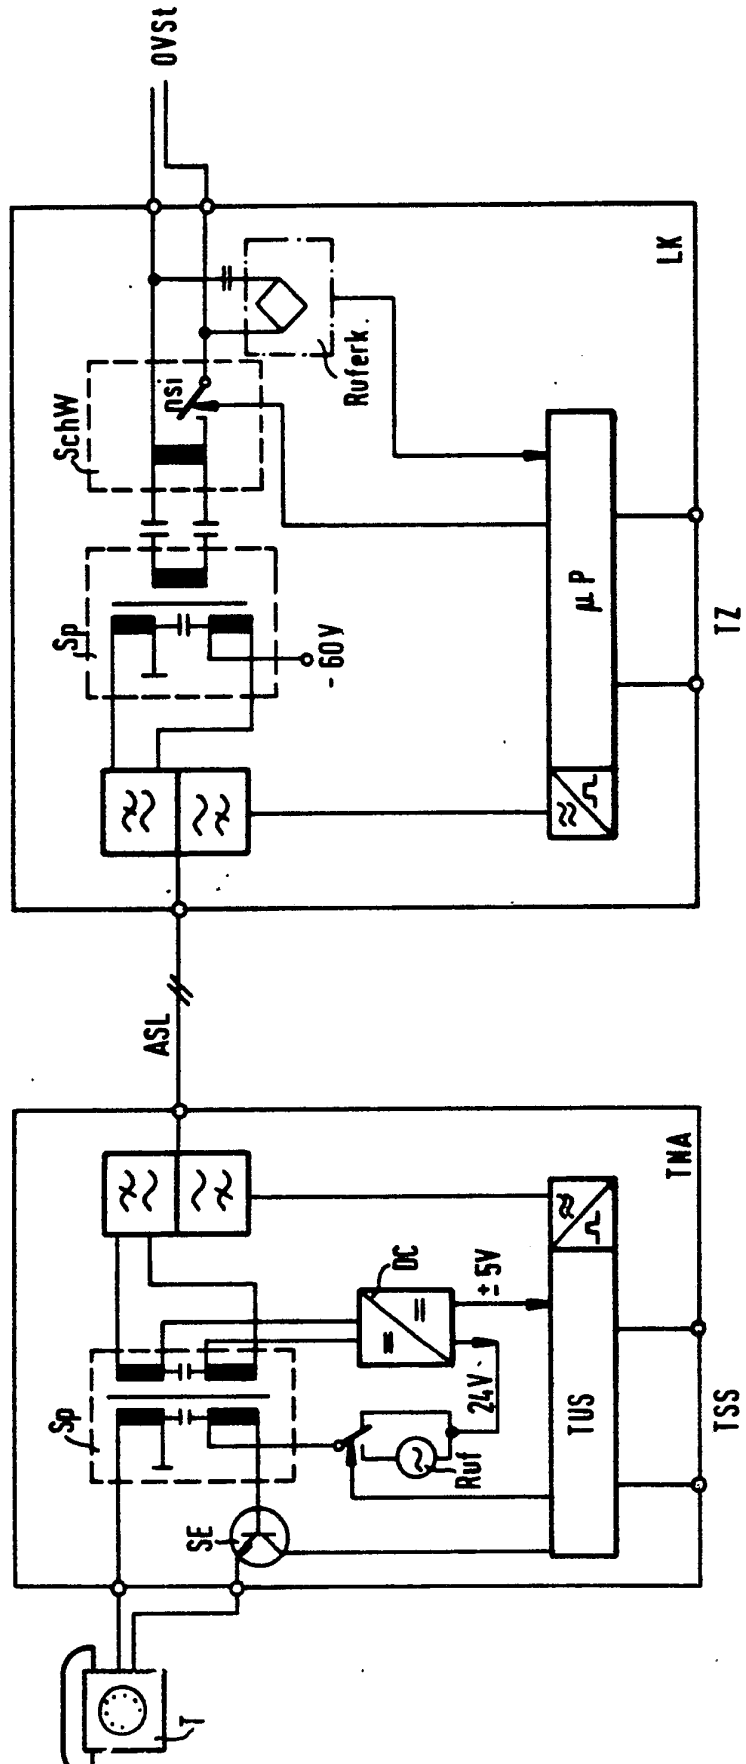 OVSt
LK
nsi
Ruferk.
SchW
Sp
-60V
µP
TZ
ASL
TNA
DC
±5V
24V
Sp
Ruf
TUS
TSS
SE
T